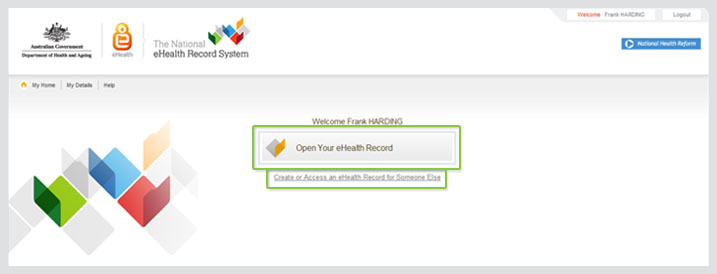 Welcome Frank HARDING
Logout
Australian Government
Department of Health and Ageing
eHealth
The National
eHealth Record System
National Health Reform
My Home
My Details
Help
Welcome Frank HARDING
Open Your eHealth Record
Create or Access an eHealth Record for Someone Else